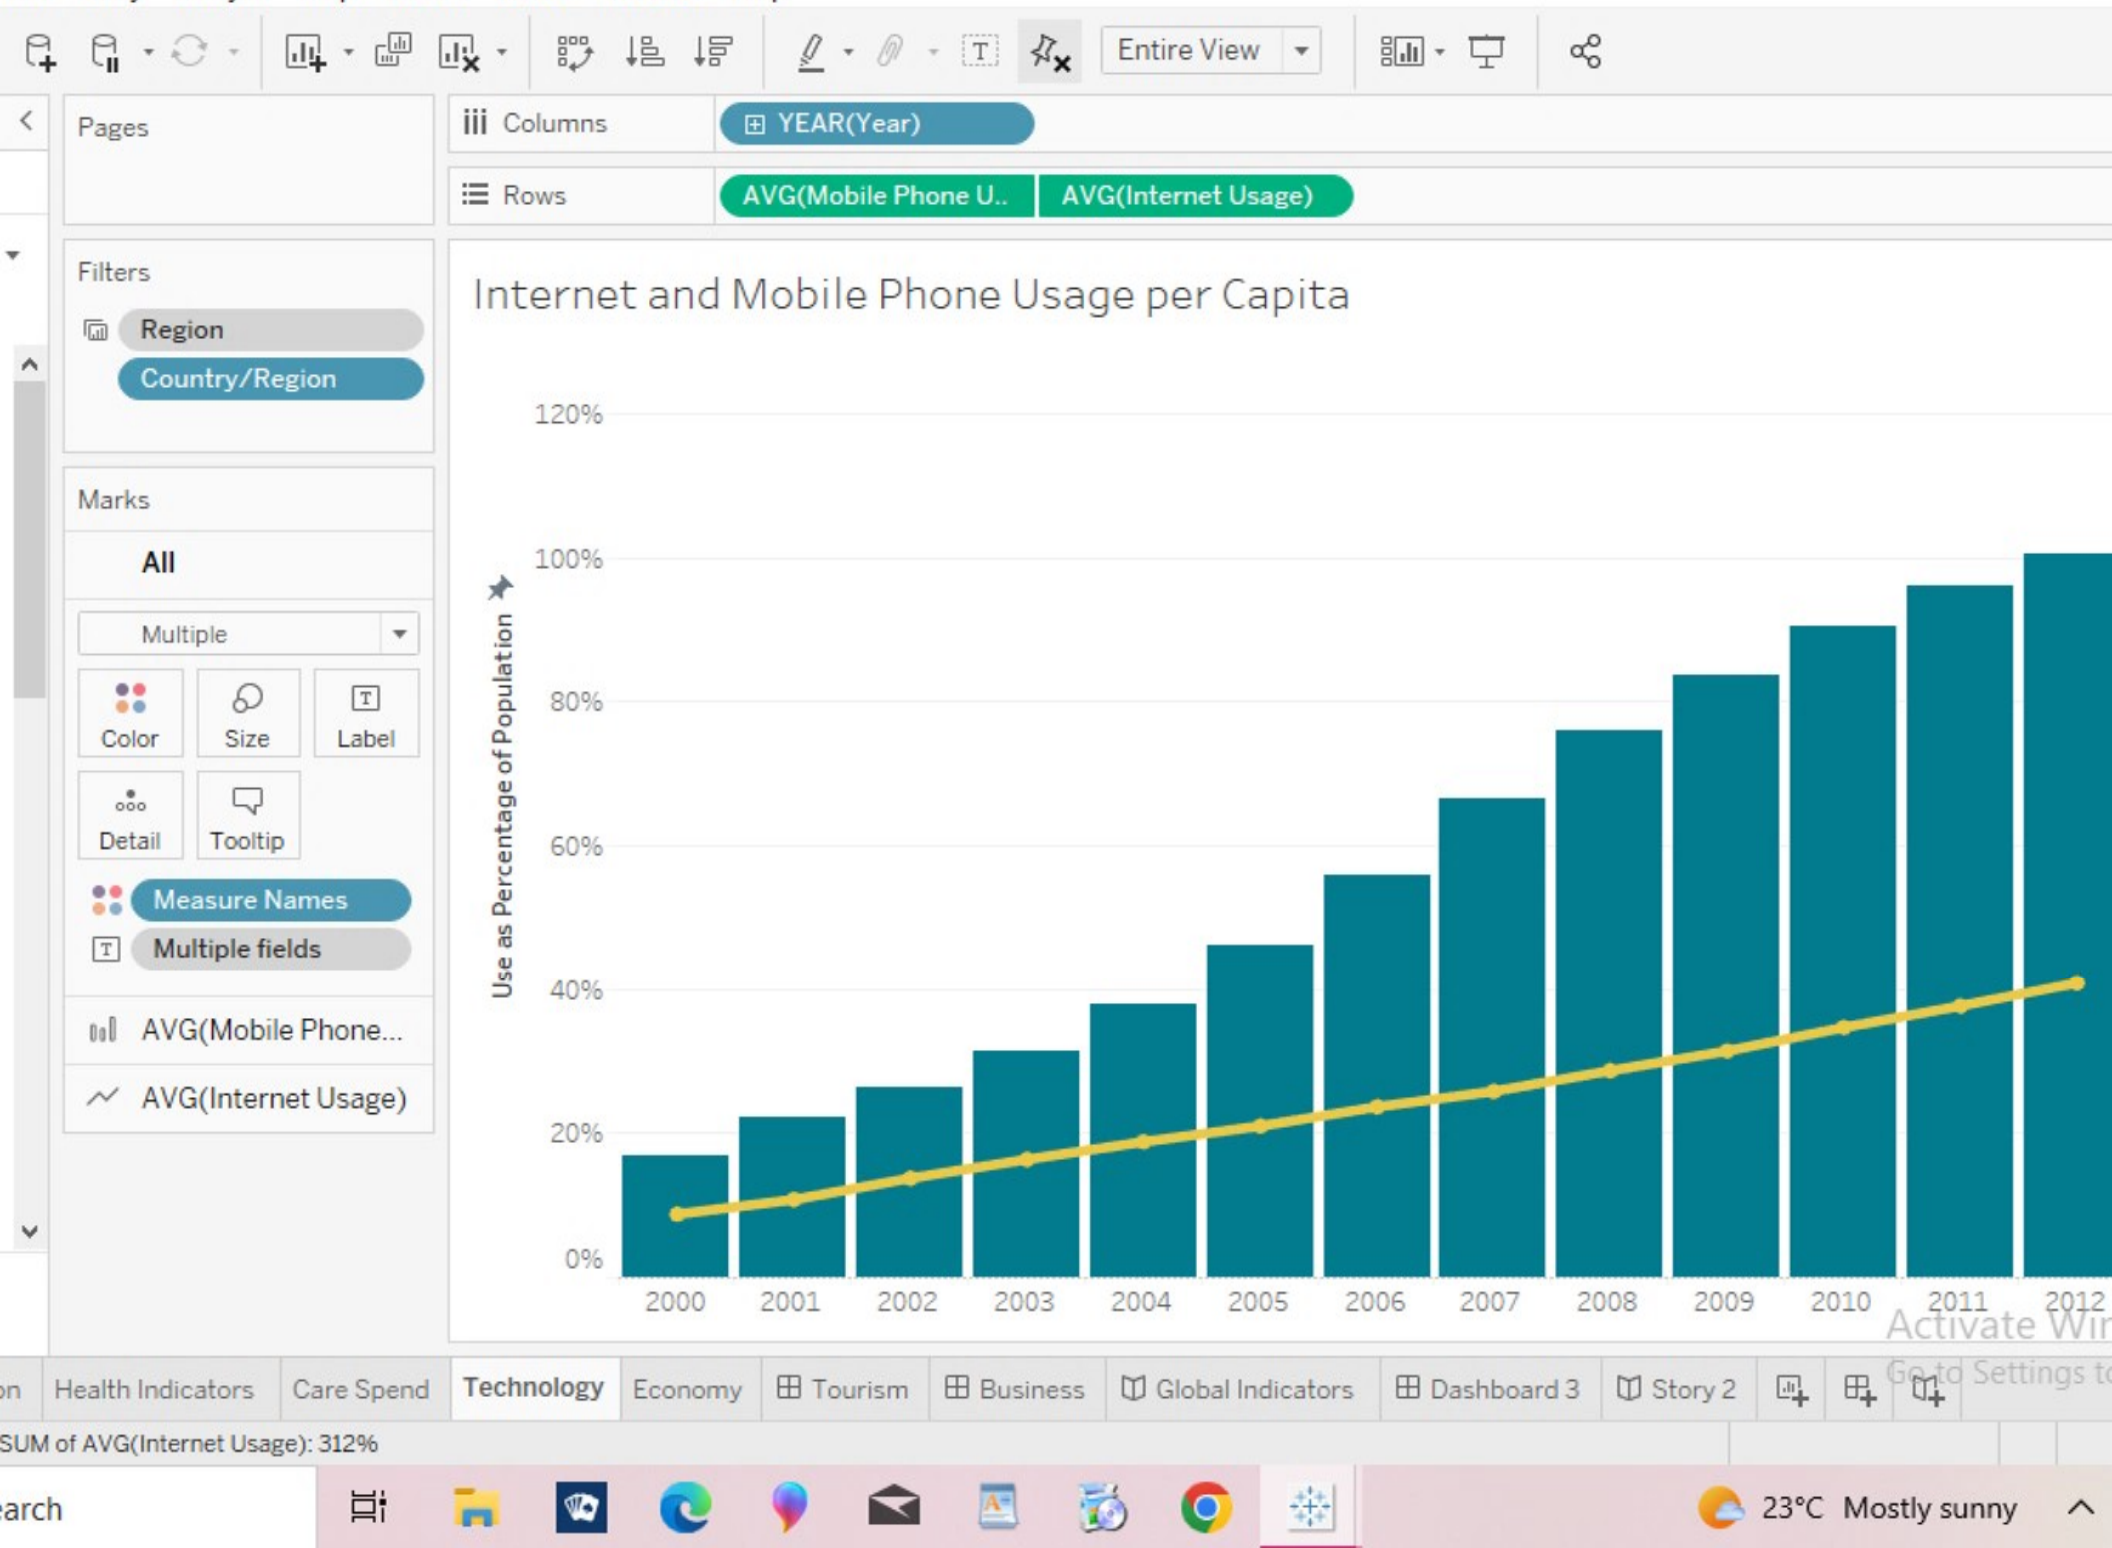 Entire View
Pages
Columns
YEAR(Year)
Rows
AVG(Mobile Phone U..
AVG(Internet Usage)
Filters
Region
Country/Region
Marks
All
Multiple
Color
Size
Label
Detail
Tooltip
Measure Names
Multiple fields
AVG(Mobile Phone...
AVG(Internet Usage)
Internet and Mobile Phone Usage per Capita
Use as Percentage of Population
120%
100%
80%
60%
40%
20%
0%
2000 2001 2002 2003 2004 2005 2006 2007 2008 2009 2010 2011 2012
Activate Wir
Go to Settings to
on Health Indicators Care Spend Technology Economy Tourism Business Global Indicators Dashboard 3 Story 2
SUM of AVG(Internet Usage): 312%
earch
23°C Mostly sunny